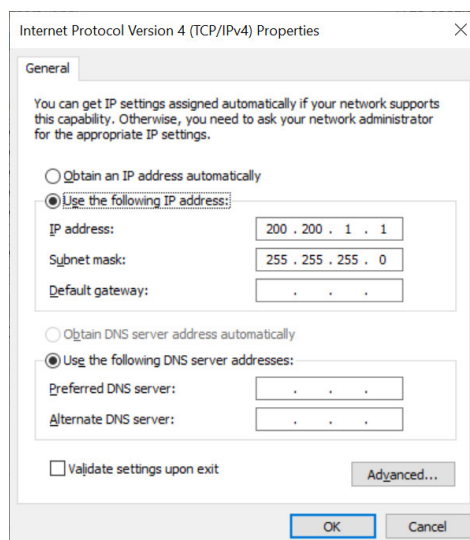 Internet Protocol Version 4 (TCP/IPv4) Properties
General
You can get IP settings assigned automatically if your network supports
this capability. Otherwise, you need to ask your network administrator
for the appropriate IP settings.
Obtain an IP address automatically
Use the following IP address:
IP address: 200 . 200 . 1 . 1
Subnet mask: 255 . 255 . 255 . 0
Default gateway: . . .
Obtain DNS server address automatically
Use the following DNS server addresses:
Preferred DNS server: . . .
Alternate DNS server: . . .
Validate settings upon exit
Advanced...
OK Cancel